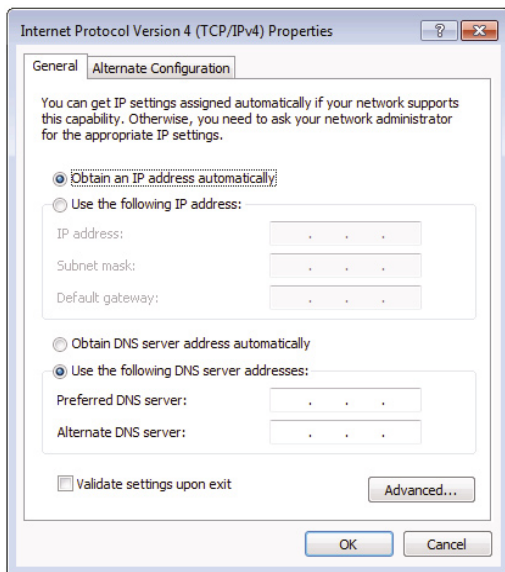 Internet Protocol Version 4 (TCP/IPv4) Properties
General
Alternate Configuration
You can get IP settings assigned automatically if your network supports
this capability. Otherwise, you need to ask your network administrator
for the appropriate IP settings.
Obtain an IP address automatically
Use the following IP address:
IP address:
Subnet mask:
Default gateway:
Obtain DNS server address automatically
Use the following DNS server addresses:
Preferred DNS server:
Alternate DNS server:
Validate settings upon exit
Advanced...
OK
Cancel